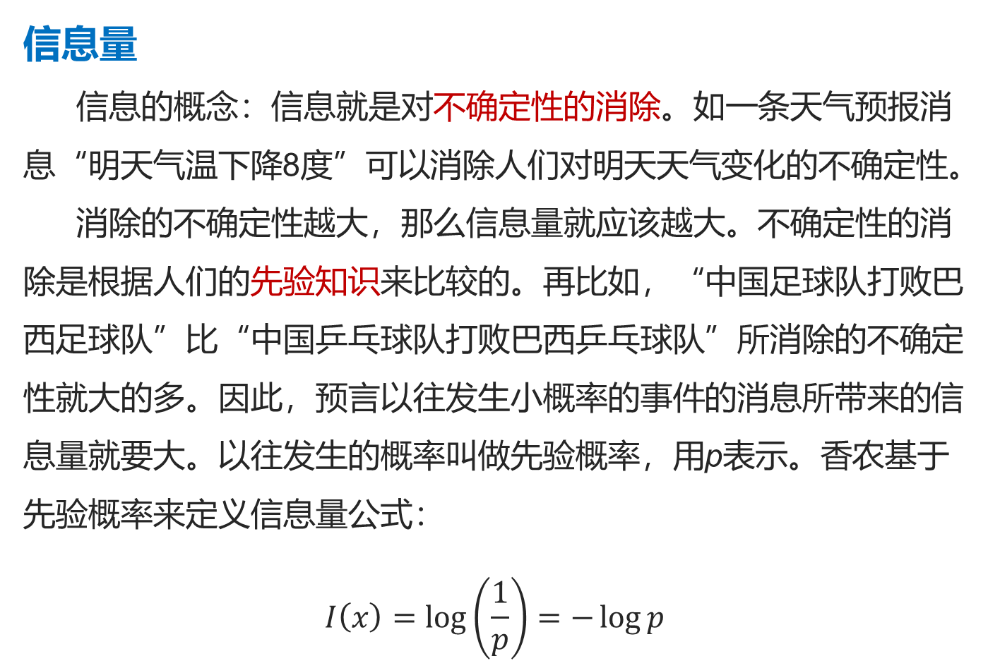 信息量
信息的概念：信息就是对不确定性的消除。如一条天气预报消
息“明天气温下降8度”可以消除人们对明天天气变化的不确定性。
消除的不确定性越大，那么信息量就应该越大。不确定性的消
除是根据人们的先验知识来比较的。再比如，“中国足球队打败巴
西足球队”比“中国乒乓球队打败巴西乒乓球队”所消除的不确定
性就大的多。因此，预言以往发生小概率的事件的消息所带来的信
息量就要大。以往发生的概率叫做先验概率，用p表示。香农基于
先验概率来定义信息量公式：
I(x) = log(1/p) = −log p